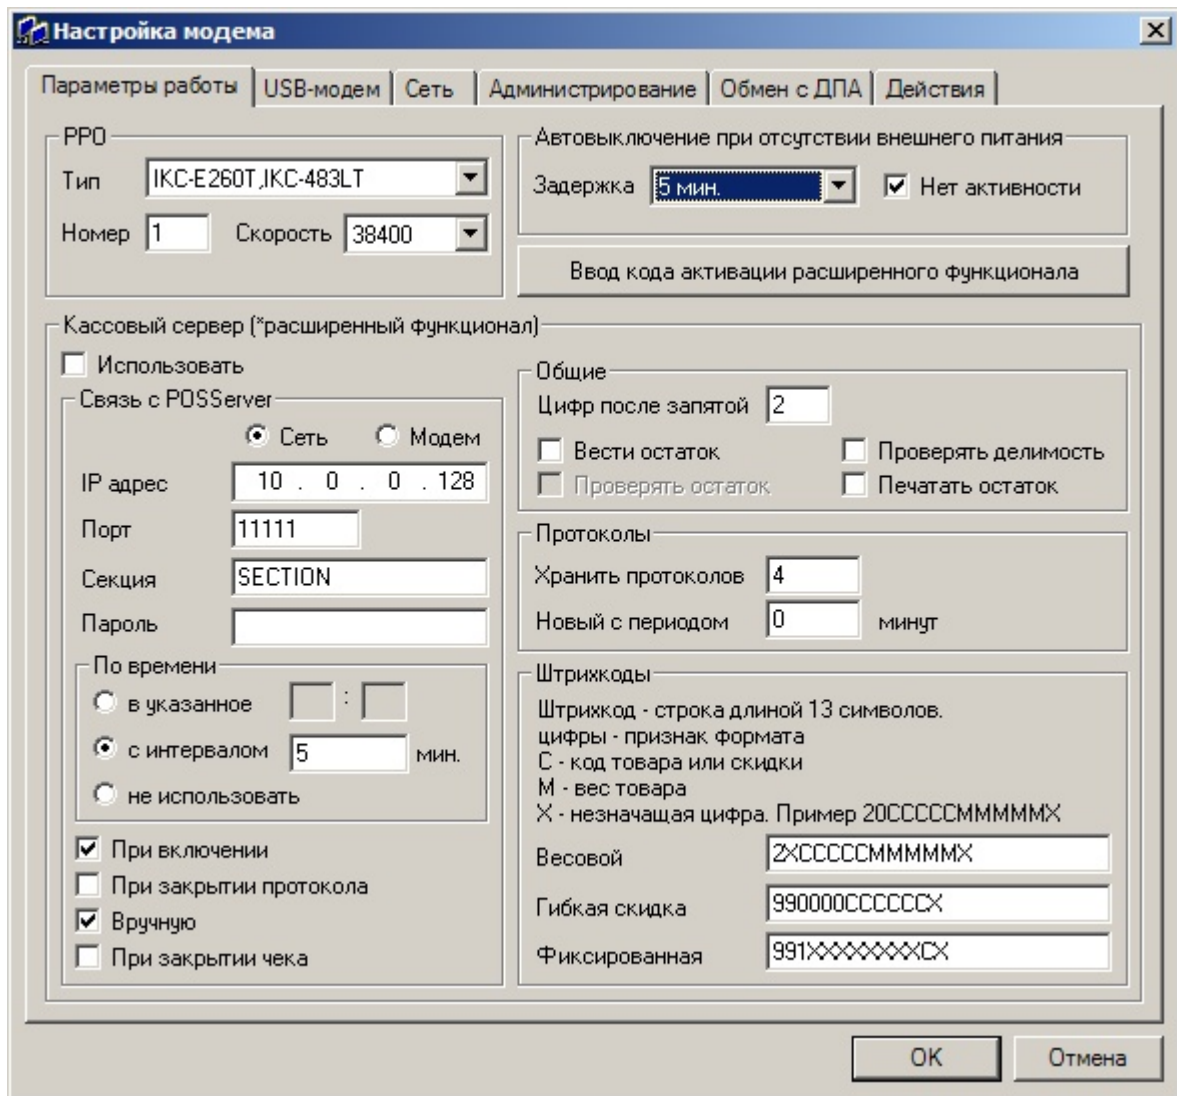 Настройка модема
Параметры работы
USB-модем
Сеть
Администрирование
Обмен с ДПА
Действия
РРО
Тип
IKC-E260T,IKC-483LT
Номер
1
Скорость
38400
Автовыключение при отсутствии внешнего питания
Задержка
5 мин.
Нет активности
Ввод кода активации расширенного функционала
Кассовый сервер (*расширенный функционал)
Использовать
Связь с POSServer
Сеть
Модем
IP адрес
10 . 0 . 0 . 128
Порт
11111
Секция
SECTION
Пароль
По времени
в указанное
:
с интервалом
5
мин.
не использовать
При включении
При закрытии протокола
Вручную
При закрытии чека
Общие
Цифр после запятой
2
Вести остаток
Проверять делимость
Проверять остаток
Печатать остаток
Протоколы
Хранить протоколов
4
Новый с периодом
0
минут
Штрихкоды
Штрихкод - строка длиной 13 символов.
цифры - признак формата
С - код товара или скидки
М - вес товара
Х - незначащая цифра. Пример 20CCCCCMMMMMX
Весовой
2XCCCCCMMMMMX
Гибкая скидка
990000CCCCCCX
Фиксированная
991XXXXXXXXCX
OK
Отмена